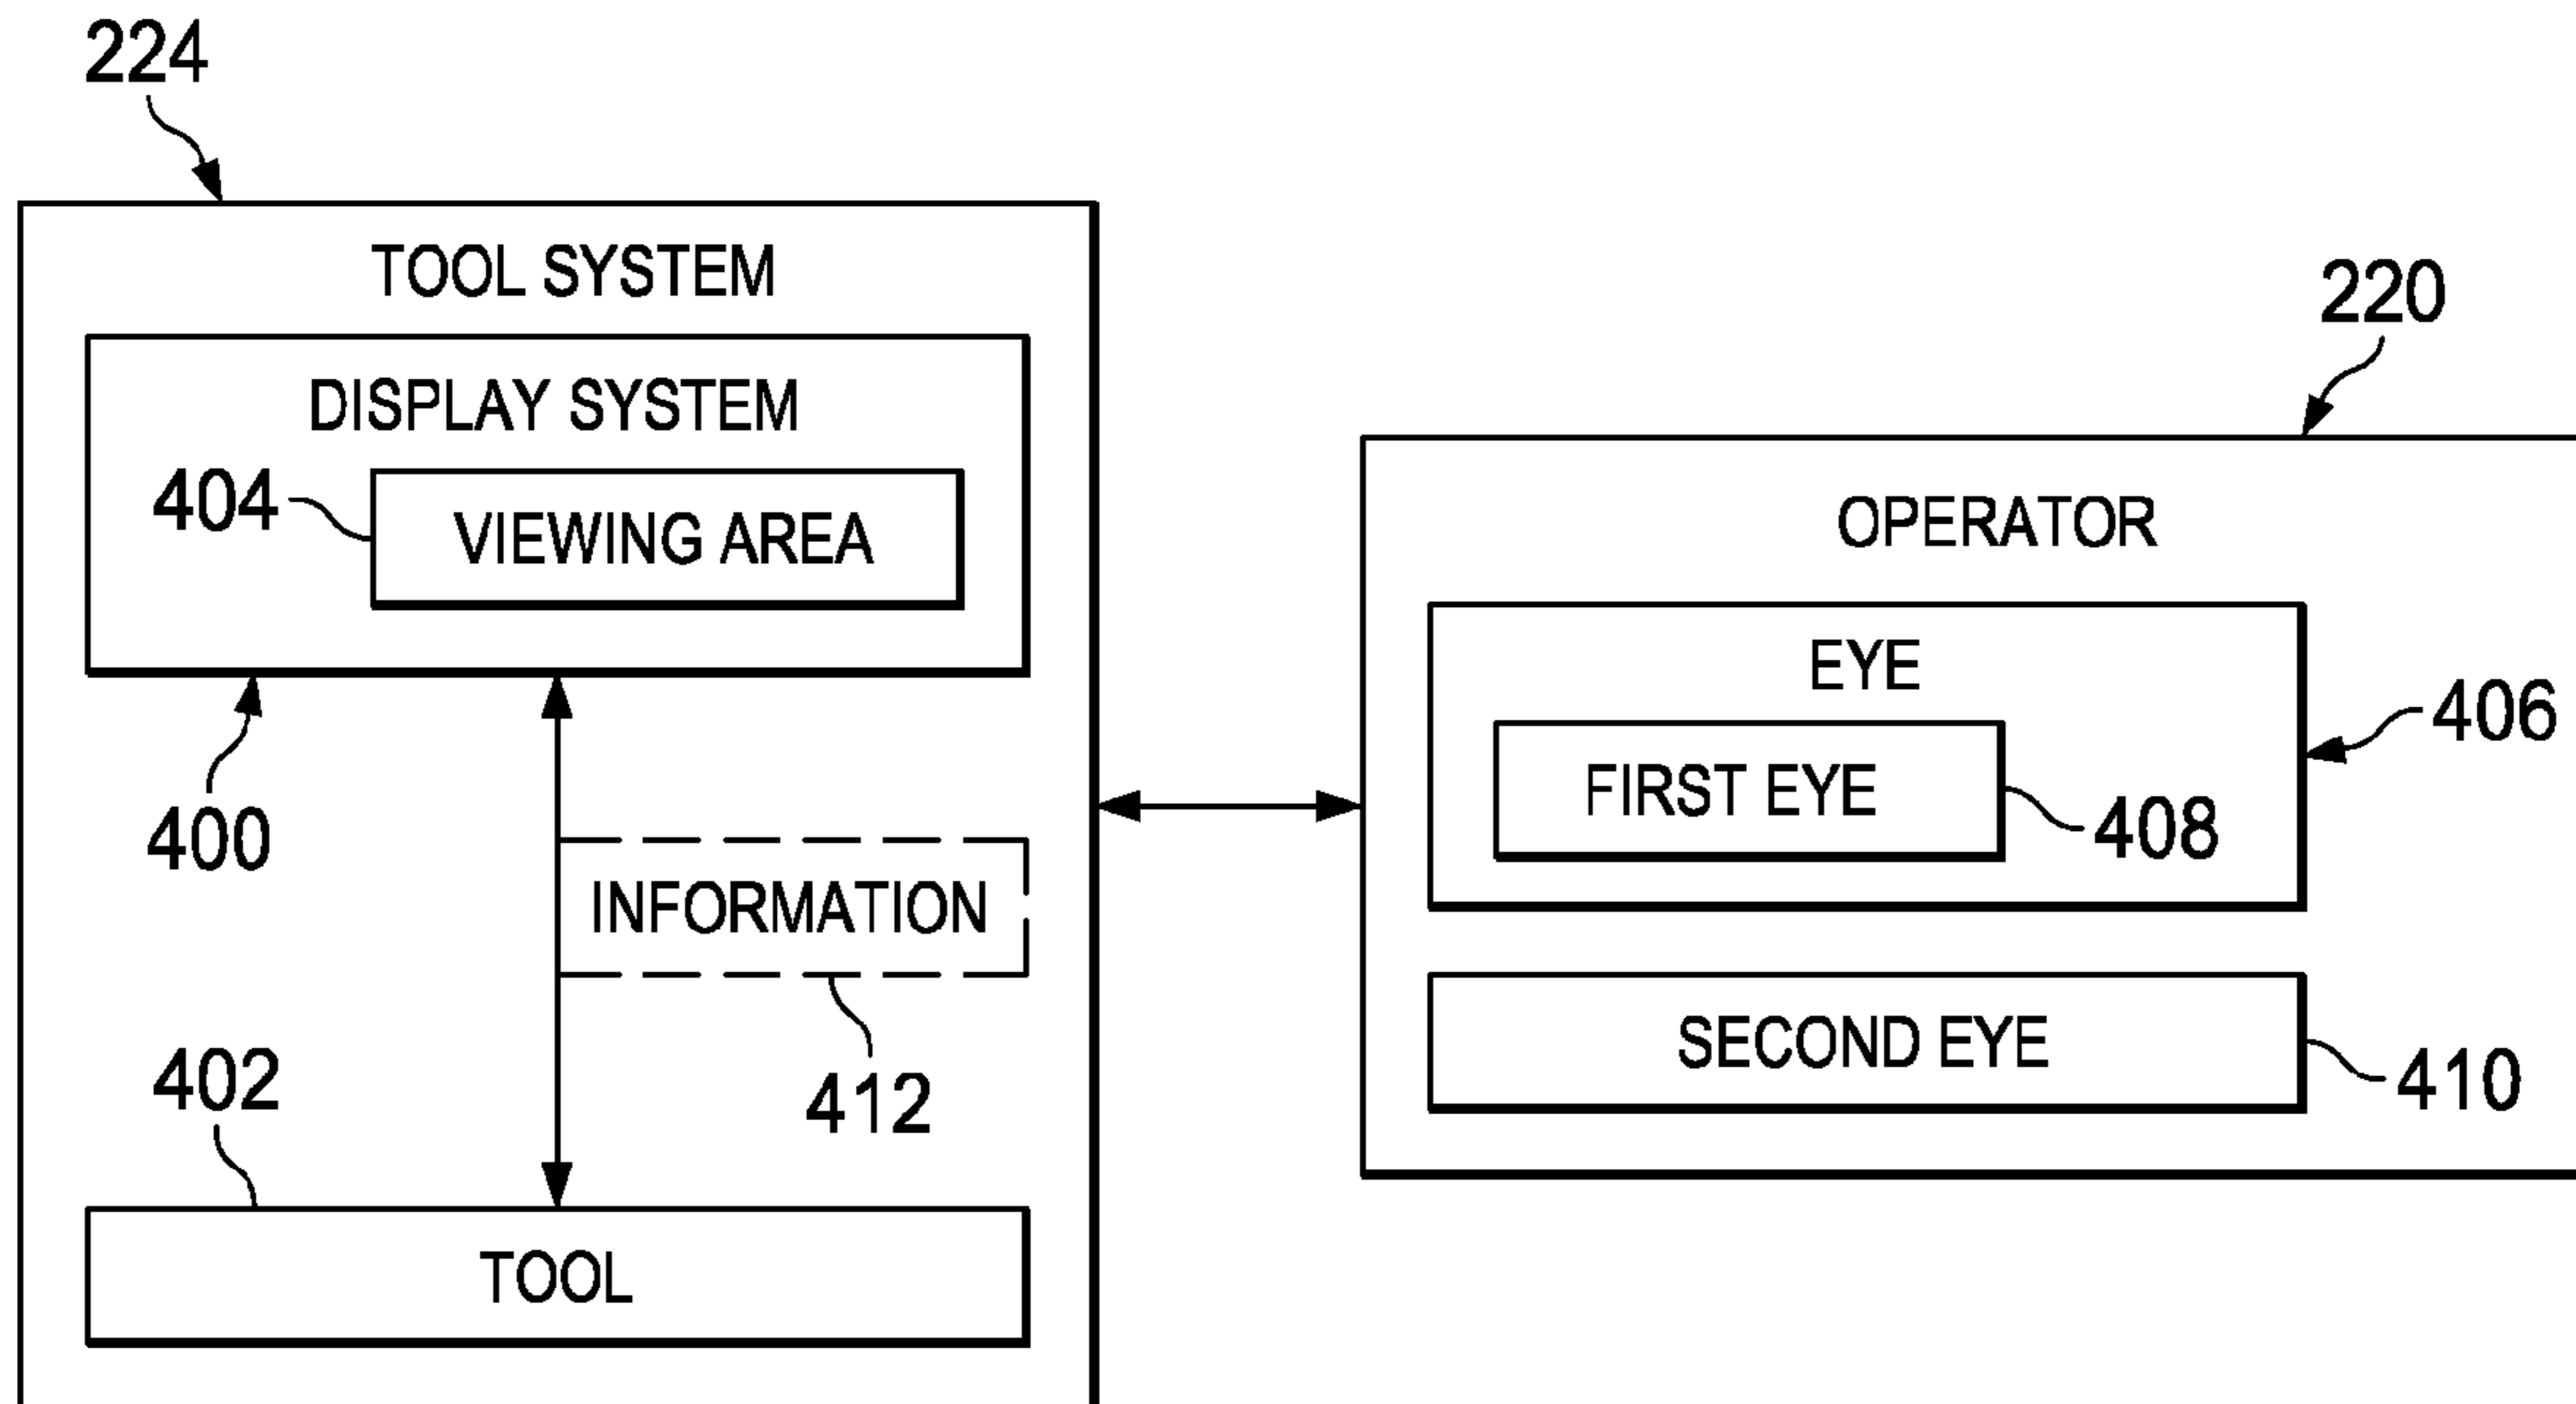 224
TOOL SYSTEM
220
DISPLAY SYSTEM
404
VIEWING AREA
OPERATOR
EYE
406
FIRST EYE
408
400
INFORMATION
412
SECOND EYE
410
402
TOOL